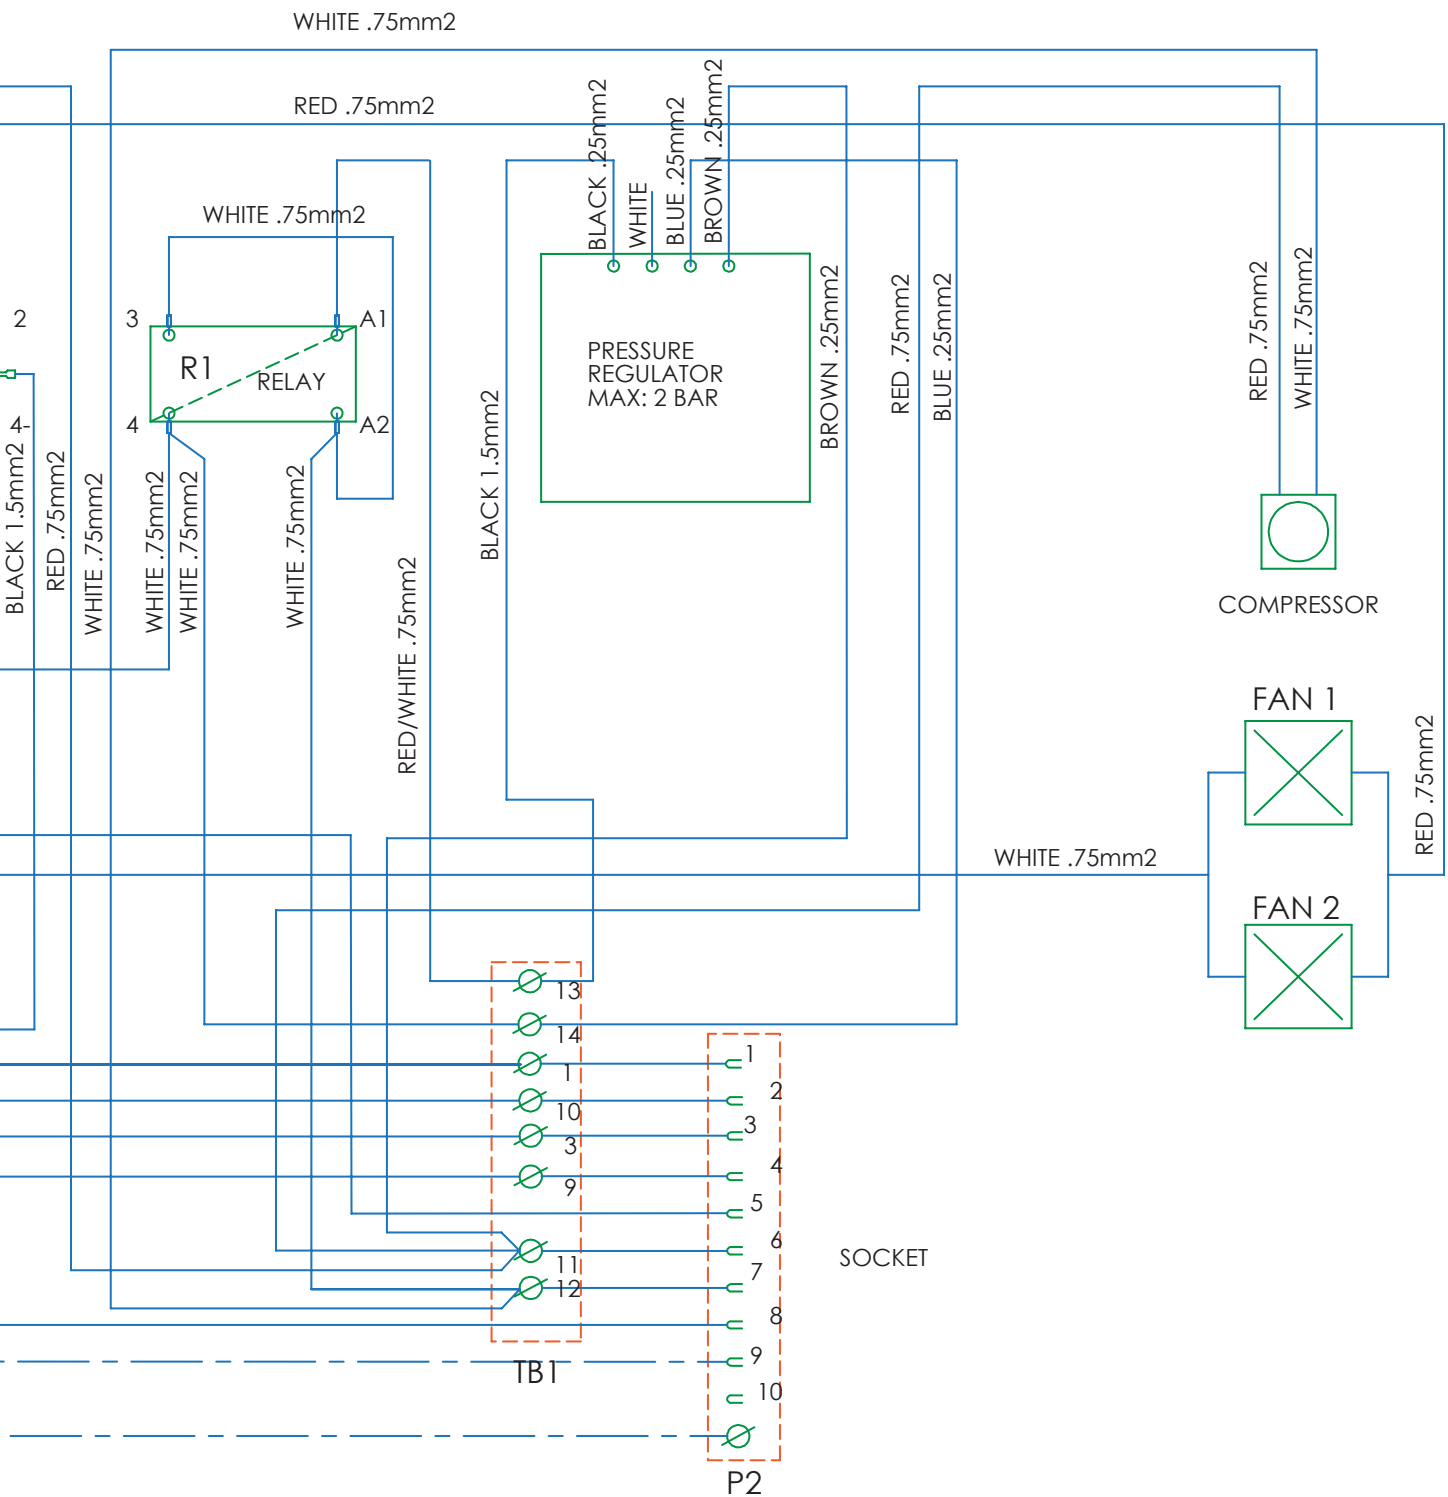 WHITE .75mm2
RED .75mm2
BLACK .25mm2
WHITE
BLUE .25mm2
BROWN .25mm2
WHITE .75mm2
2
3
A1
R1
RELAY
4-
4
A2
PRESSURE
REGULATOR
MAX: 2 BAR
BROWN .25mm2
RED .75mm2
BLUE .25mm2
RED .75mm2
WHITE .75mm2
BLACK 1.5mm2
RED .75mm2
WHITE .75mm2
WHITE .75mm2
WHITE .75mm2
WHITE .75mm2
RED/WHITE .75mm2
BLACK 1.5mm2
COMPRESSOR
FAN 1
RED .75mm2
WHITE .75mm2
FAN 2
13
14
1
10
3
9
11
12
TB1
1
2
3
4
5
6
7
8
9
10
SOCKET
P2